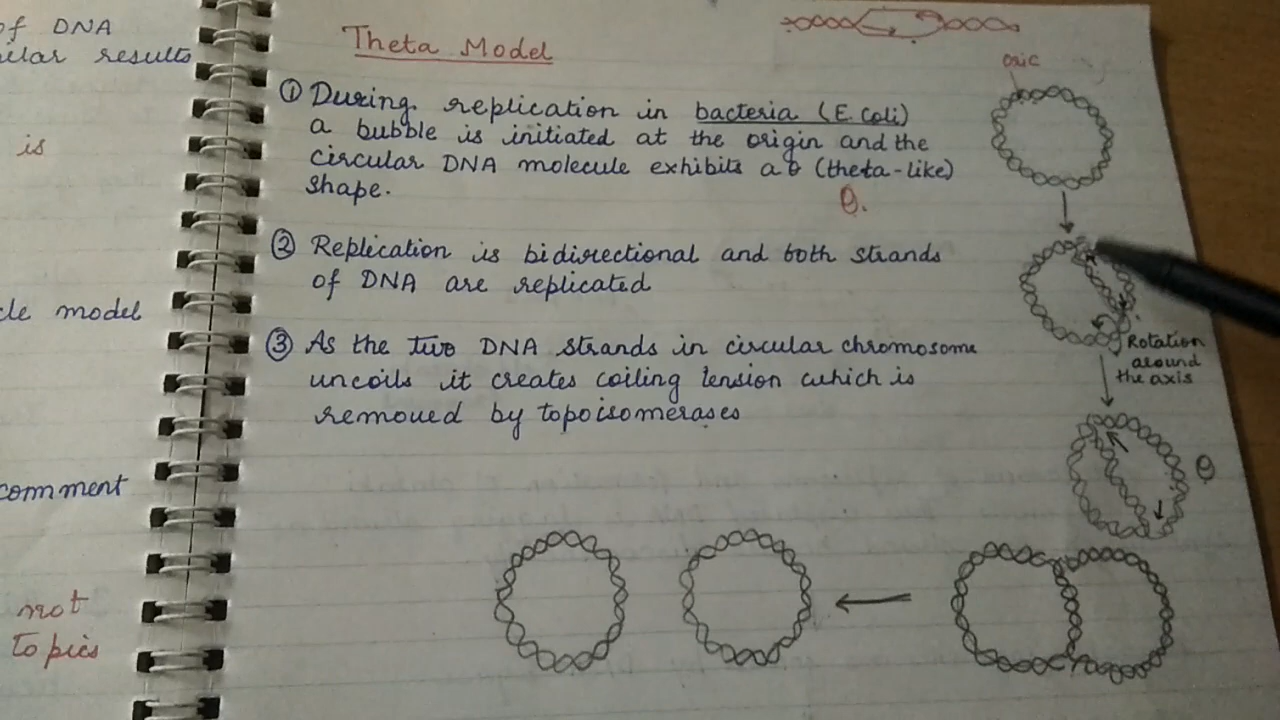 of DNA
ilar results
is
cle model
comment
not
topics
Theta Model
① During replication in bacteria (E. coli)
a bubble is initiated at the origin and the
circular DNA molecule exhibits a θ (theta-like)
shape.
θ.
② Replication is bidirectional and both strands
of DNA are replicated
③ As the two DNA strands in circular chromosome
uncoils it creates coiling tension which is
removed by topoisomerases
oric
Rotation
around
the axis
θ